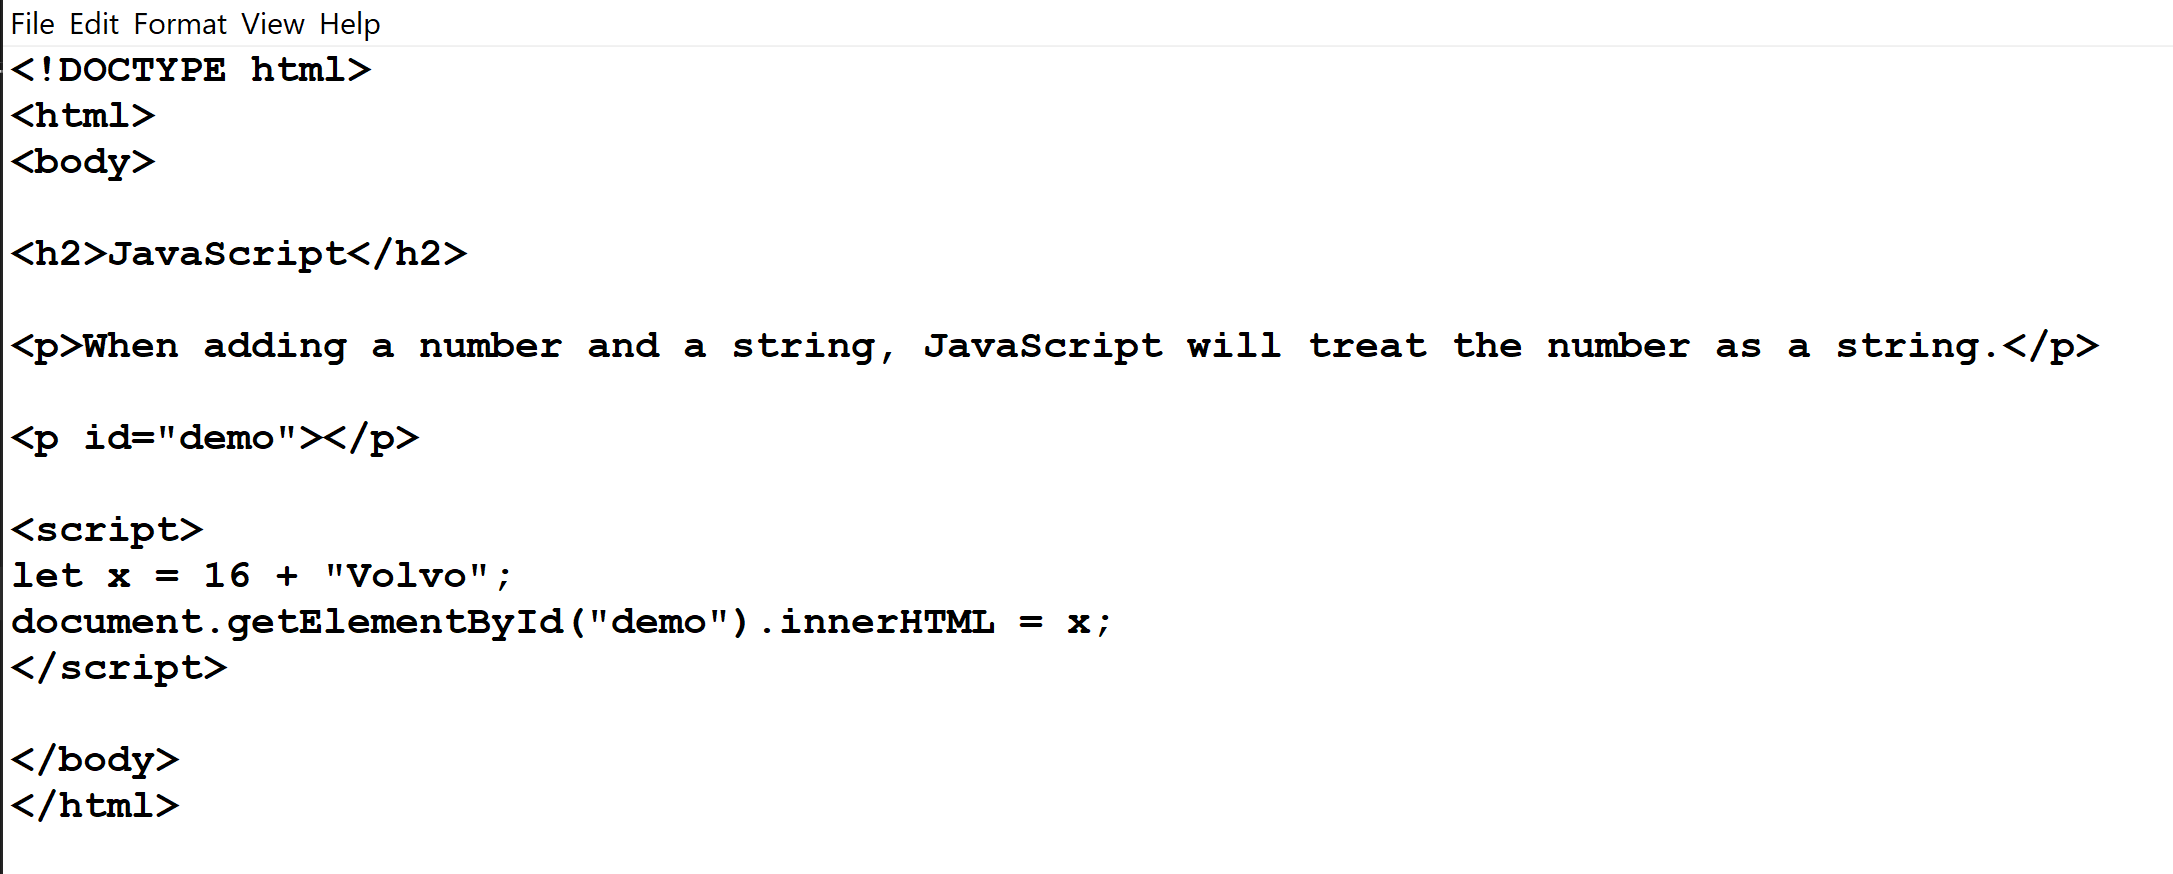 File Edit Format View Help
<!DOCTYPE html>
<html>
<body>
<h2>JavaScript</h2>
<p>When adding a number and a string, JavaScript will treat the number as a string.</p>
<p id="demo"></p>
<script>
let x = 16 + "Volvo";
document.getElementById("demo").innerHTML = x;
</script>
</body>
</html>